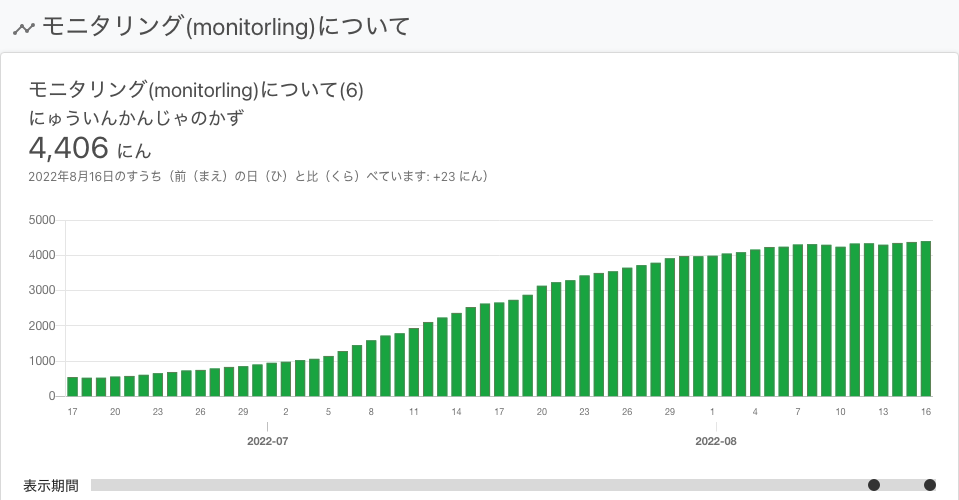 モニタリング(monitorling)について
モニタリング(monitorling)について(6)
にゅういんかんじゃのかず
4,406 にん
2022年8月16日のすうち（前（まえ）の日（ひ）と比（くら）べています: +23 にん）
5000
4000
3000
2000
1000
0
17 20 23 26 29 2 5 8 11 14 17 20 23 26 29 1 4 7 10 13 16
2022-07 2022-08
表示期間